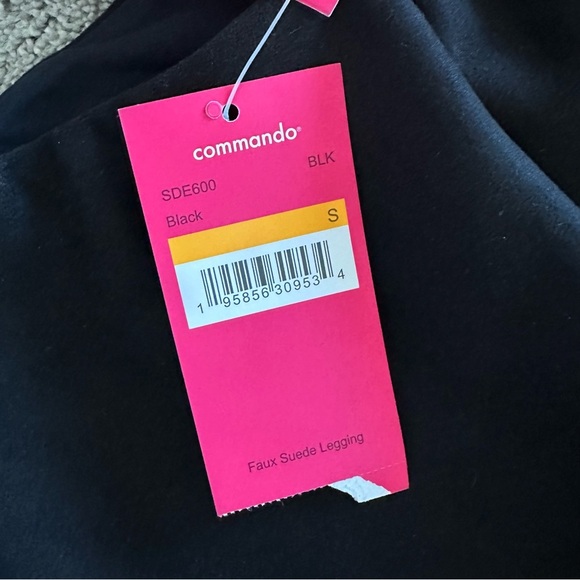 commando®
SDE600 BLK
Black S
1 95856 30953 4
Faux Suede Legging